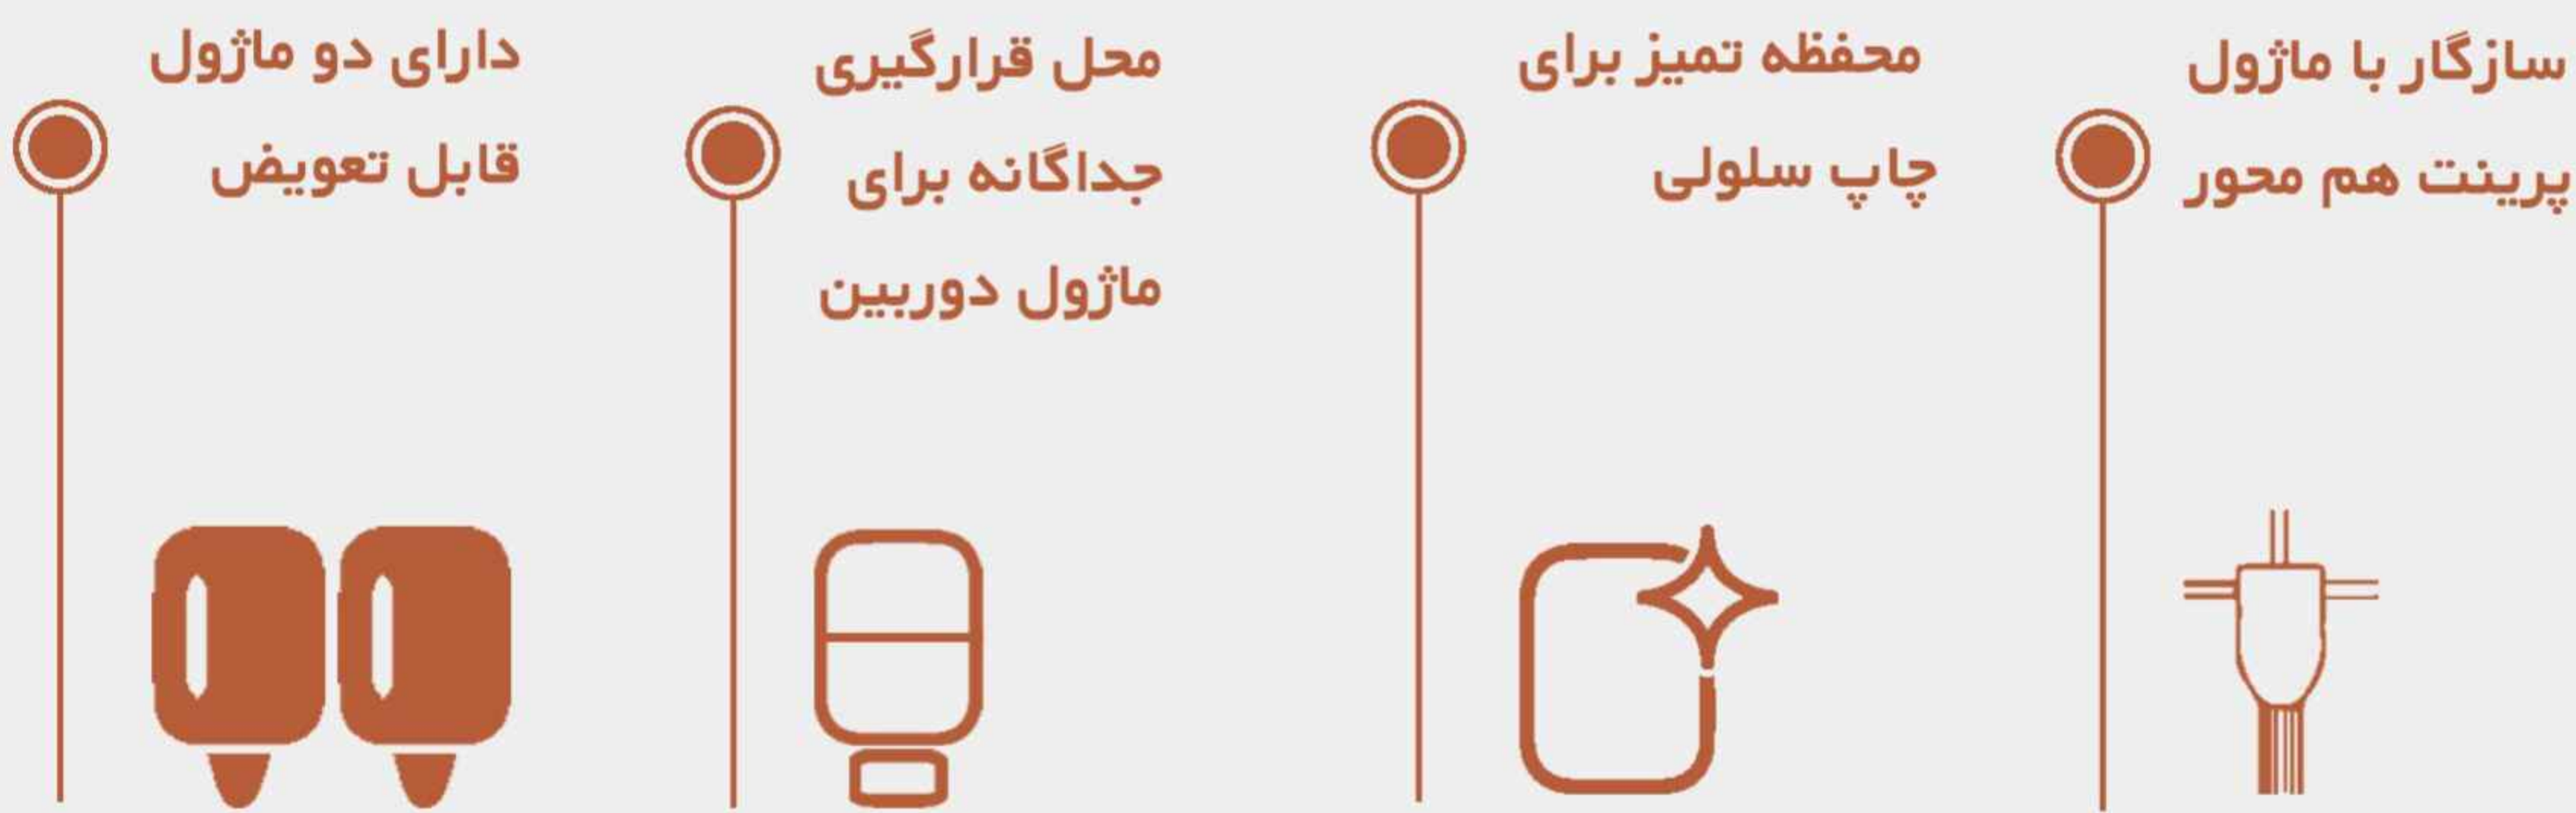 سازگار با ماژول
پرینت هم محور
محفظه تمیز برای
چاپ سلولی
محل قرارگیری
جداگانه برای
ماژول دوربین
دارای دو ماژول
قابل تعویض